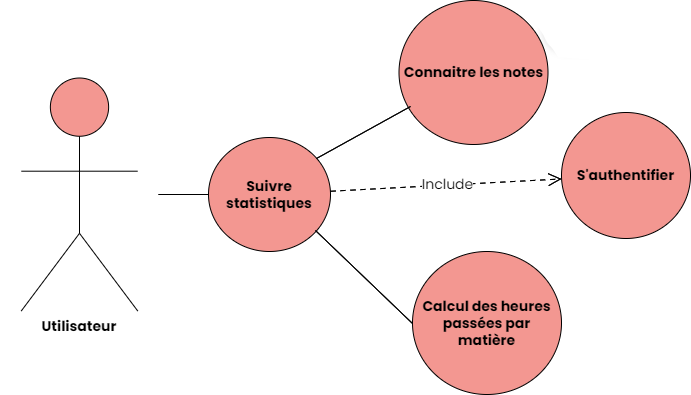 Connaitre les notes
S'authentifier
Suivre
statistiques
Include
Calcul des heures
passées par
matière
Utilisateur